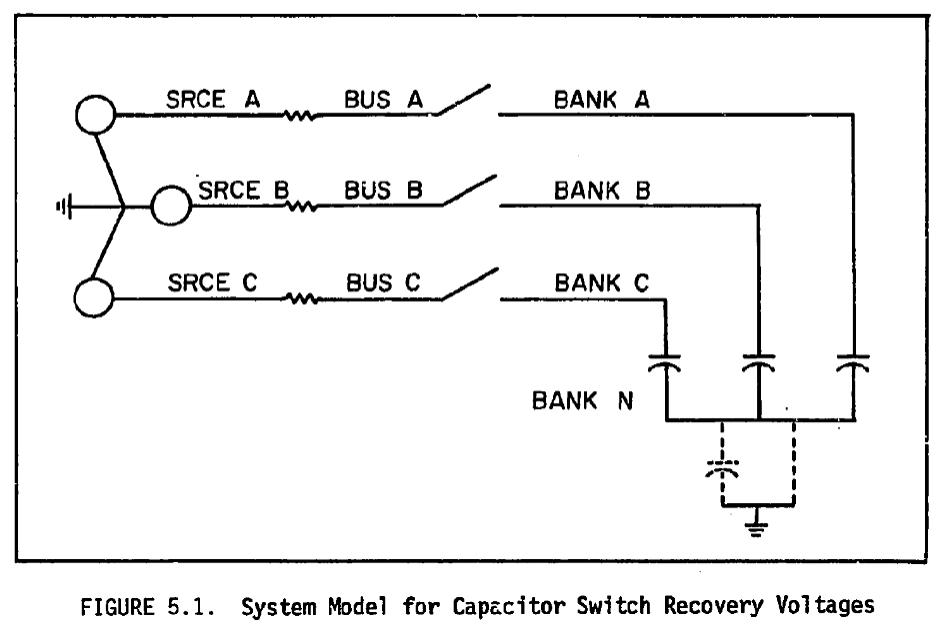 SRCE A BUS A BANK A
SRCE B BUS B BANK B
SRCE C BUS C BANK C
BANK N
FIGURE 5.1. System Model for Capacitor Switch Recovery Voltages